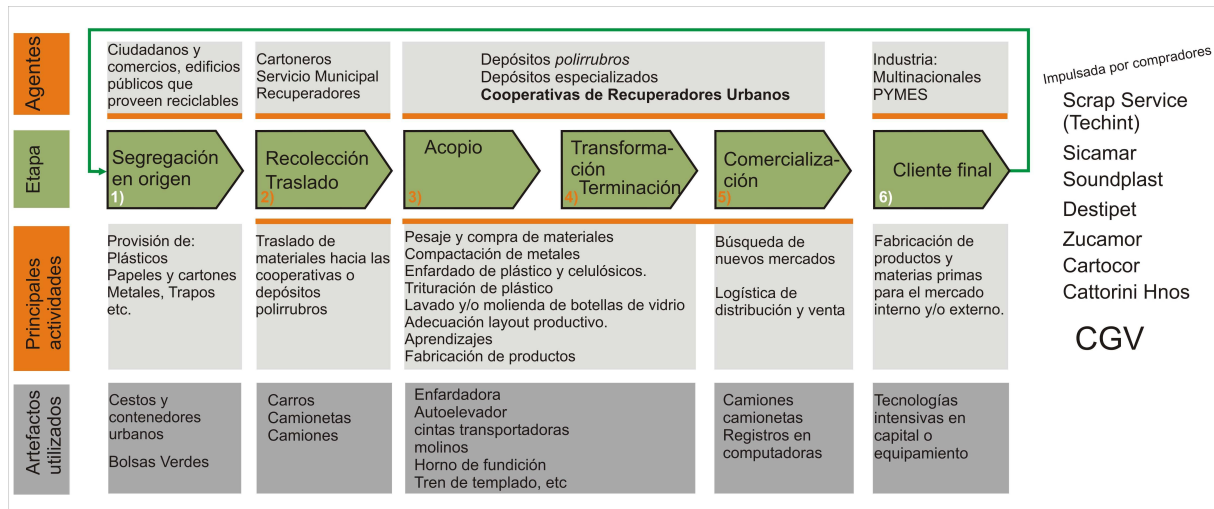 Agentes
Ciudadanos y
comercios, edificios
públicos que
proveen reciclables
Cartoneros
Servicio Municipal
Recuperadores
Depósitos polirrubros
Depósitos especializados
Cooperativas de Recuperadores Urbanos
Industria:
Multinacionales
PYMES
Etapa
Segregación
en origen
1)
Recolección
Traslado
2)
Acopio
3)
Transforma-
ción
Terminación
4)
Comercializa-
ción
5)
Cliente final
6)
Principales
actividades
Provisión de:
Plásticos
Papeles y cartones
Metales, Trapos
etc.
Traslado de
materiales hacia las
cooperativas o
depósitos
polirrubros
Pesaje y compra de materiales
Compactación de metales
Enfardado de plástico y celulósicos.
Trituración de plástico
Lavado y/o molienda de botellas de vidrio
Adecuación layout productivo.
Aprendizajes
Fabricación de productos
Búsqueda de
nuevos mercados
Logística de
distribución y venta
Fabricación de
productos y
materias primas
para el mercado
interno y/o externo.
Artefactos
utilizados
Cestos y
contenedores
urbanos
Bolsas Verdes
Carros
Camionetas
Camiones
Enfardadora
Autoelevador
cintas transportadoras
molinos
Horno de fundición
Tren de templado, etc
Camiones
camionetas
Registros en
computadoras
Tecnologías
intensivas en
capital o
equipamiento
Impulsada por compradores
Scrap Service
(Techint)
Sicamar
Soundplast
Destipet
Zucamor
Cartocor
Cattorini Hnos
CGV